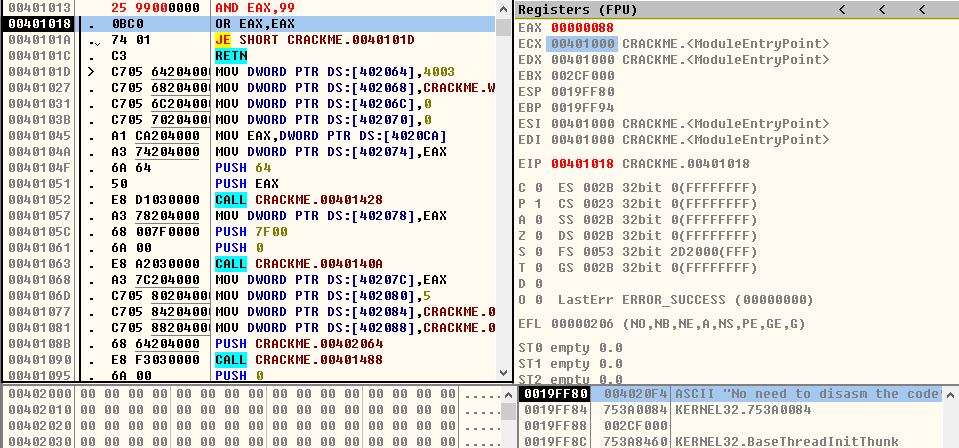 00401013 25 99000000 AND EAX,99
00401018 . 0BC0 OR EAX,EAX
0040101A .v 74 01 JE SHORT CRACKME.0040101D
0040101C . C3 RETN
0040101D > C705 64204000 MOV DWORD PTR DS:[402064],4003
00401027 . C705 68204000 MOV DWORD PTR DS:[402068],CRACKME.W
00401031 . C705 6C204000 MOV DWORD PTR DS:[40206C],0
0040103B . C705 70204000 MOV DWORD PTR DS:[402070],0
00401045 . A1 CA204000 MOV EAX,DWORD PTR DS:[4020CA]
0040104A . A3 74204000 MOV DWORD PTR DS:[402074],EAX
0040104F . 6A 64 PUSH 64
00401051 . 50 PUSH EAX
00401052 . E8 D1030000 CALL CRACKME.00401428
00401057 . A3 78204000 MOV DWORD PTR DS:[402078],EAX
0040105C . 68 007F0000 PUSH 7F00
00401061 . 6A 00 PUSH 0
00401063 . E8 A2030000 CALL CRACKME.0040140A
00401068 . A3 7C204000 MOV DWORD PTR DS:[40207C],EAX
0040106D . C705 80204000 MOV DWORD PTR DS:[402080],5
00401077 . C705 84204000 MOV DWORD PTR DS:[402084],CRACKME.0
00401081 . C705 88204000 MOV DWORD PTR DS:[402088],CRACKME.0
0040108B . 68 64204000 PUSH CRACKME.00402064
00401090 . E8 F3030000 CALL CRACKME.00401488
00401095 . 6A 00 PUSH 0
Registers (FPU) < < <
EAX 00000088
ECX 00401000 CRACKME.<ModuleEntryPoint>
EDX 00401000 CRACKME.<ModuleEntryPoint>
EBX 002CF000
ESP 0019FF80
EBP 0019FF94
ESI 00401000 CRACKME.<ModuleEntryPoint>
EDI 00401000 CRACKME.<ModuleEntryPoint>
EIP 00401018 CRACKME.00401018
C 0 ES 002B 32bit 0(FFFFFFFF)
P 1 CS 0023 32bit 0(FFFFFFFF)
A 0 SS 002B 32bit 0(FFFFFFFF)
Z 0 DS 002B 32bit 0(FFFFFFFF)
S 0 FS 0053 32bit 2D2000(FFF)
T 0 GS 002B 32bit 0(FFFFFFFF)
D 0
O 0 LastErr ERROR_SUCCESS (00000000)
EFL 00000206 (NO,NB,NE,A,NS,PE,GE,G)
ST0 empty 0.0
ST1 empty 0.0
ST2 empty 0.0
00402000 00 00 00 00 00 00 00 00 00 00 00 00 00 00 00 00 .....
00402010 00 00 00 00 00 00 00 00 00 00 00 00 00 00 00 00 .....
00402020 00 00 00 00 00 00 00 00 00 00 00 00 00 00 00 00 .....
00402030 00 00 00 00 00 00 00 00 00 00 00 00 00 00 00 00 .....
0019FF80 004020F4 ASCII "No need to disasm the code
0019FF84 753A0084 KERNEL32.753A0084
0019FF88 002CF000
0019FF8C 753A8460 KERNEL32.BaseThreadInitThunk